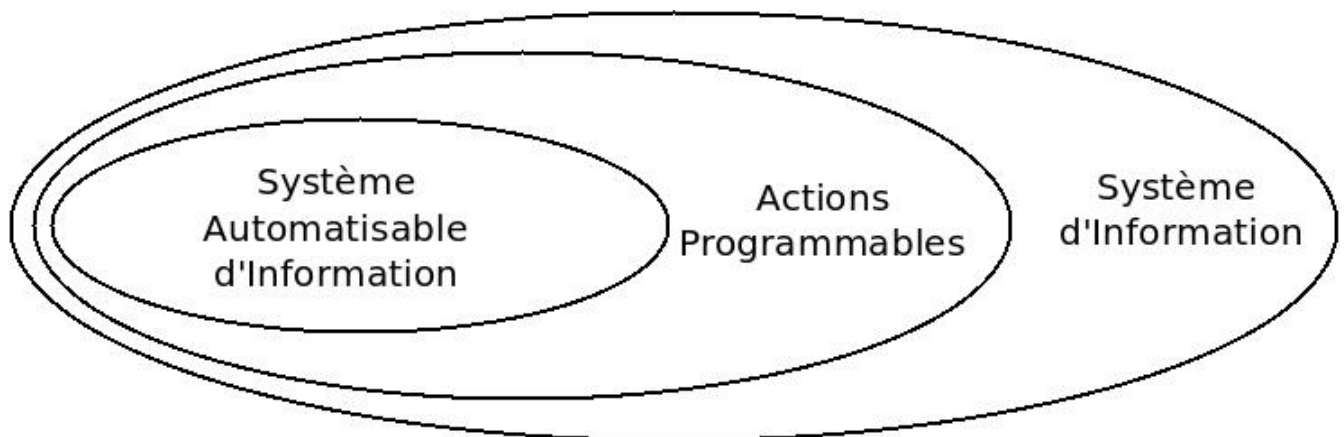 Système
Automatisable
d'Information
Actions
Programmables
Système
d'Information